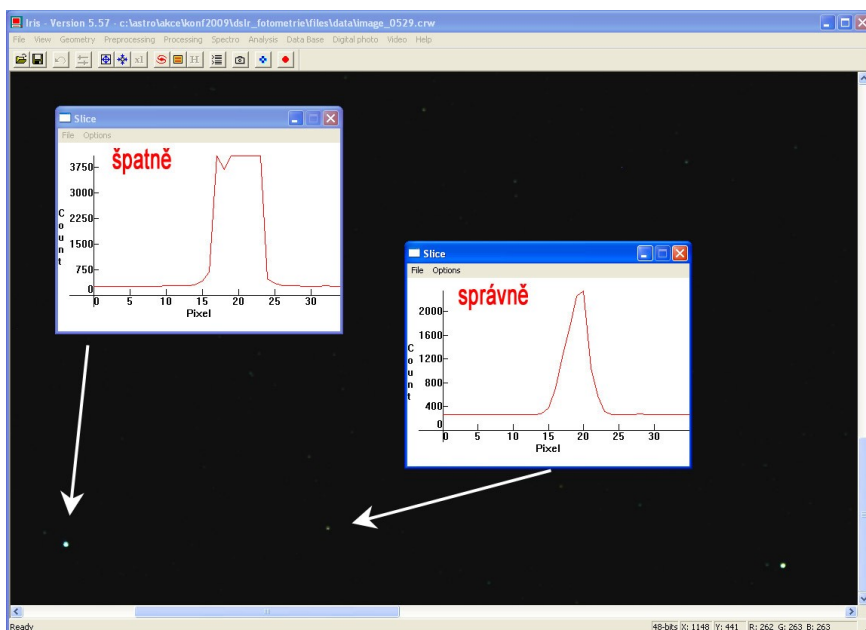 Iris - Version 5.57 - c:\astro\akce\konf2009\dslr_fotometrie\files\data\image_0529.crw
File View Geometry Preprocessing Processing Spectro Analysis Data Base Digital photo Video Help
x1 H
Slice
File Options
špatně
3750
3000
2250
1500
750
0
Count
0 5 10 15 20 25 30
Pixel
Slice
File Options
správně
2000
1600
1200
800
400
0
Count
0 5 10 15 20 25 30
Pixel
Ready
48-bits X: 1148 Y: 441 R: 262 G: 263 B: 263